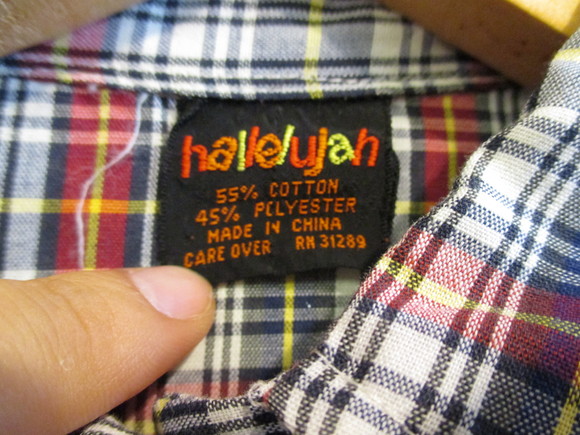 hallelujah
55% COTTON
45% POLYESTER
MADE IN CHINA
CARE OVER RN 31289